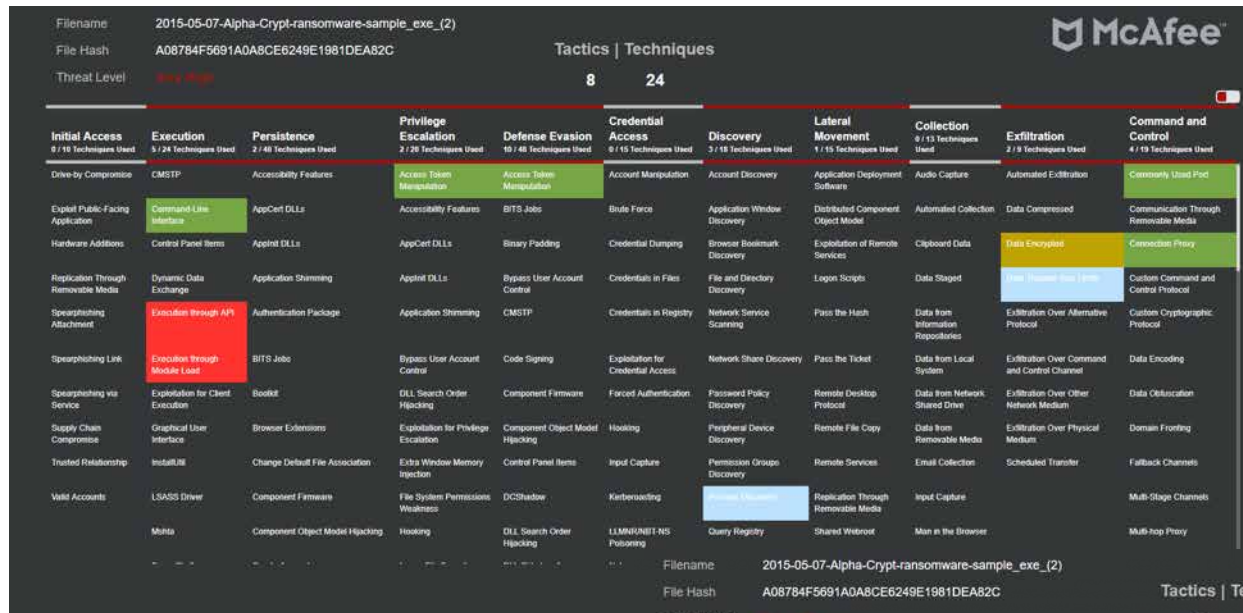 Filename 2015-05-07-Alpha-Crypt-ransomware-sample_exe_(2)
McAfee™
File Hash A08784F5691A0A8CE6249E1981DEA82C
Tactics | Techniques
Threat Level
8 24
Initial Access
0 / 10 Techniques Used
Execution
5 / 24 Techniques Used
Persistence
2 / 48 Techniques Used
Privilege
Escalation
2 / 26 Techniques Used
Defense Evasion
10 / 48 Techniques Used
Credential
Access
0 / 15 Techniques Used
Discovery
3 / 18 Techniques Used
Lateral
Movement
1 / 15 Techniques Used
Collection
0 / 13 Techniques
Used
Exfiltration
2 / 9 Techniques Used
Command and
Control
4 / 19 Techniques Used
Drive-by Compromise
CMSTP
Accessibility Features
Access Token
Manipulation
Access Token
Manipulation
Account Manipulation
Account Discovery
Application Deployment
Software
Audio Capture
Automated Exfiltration
Commonly Used Port
Exploit Public-Facing
Application
Command-Line
Interface
AppCert DLLs
Accessibility Features
BITS Jobs
Brute Force
Application Window
Discovery
Distributed Component
Object Model
Automated Collection
Data Compressed
Communication Through
Removable Media
Hardware Additions
Control Panel Items
AppInit DLLs
AppCert DLLs
Binary Padding
Credential Dumping
Browser Bookmark
Discovery
Exploitation of Remote
Services
Clipboard Data
Data Encrypted
Connection Proxy
Replication Through
Removable Media
Dynamic Data
Exchange
Application Shimming
AppInit DLLs
Bypass User Account
Control
Credentials in Files
File and Directory
Discovery
Logon Scripts
Data Staged
Custom Command and
Control Protocol
Spearphishing
Attachment
Execution through API
Authentication Package
Application Shimming
CMSTP
Credentials in Registry
Network Service
Scanning
Pass the Hash
Data from
Information
Repositories
Exfiltration Over Alternative
Protocol
Custom Cryptographic
Protocol
Spearphishing Link
Execution through
Module Load
BITS Jobs
Bypass User Account
Control
Code Signing
Exploitation for
Credential Access
Network Share Discovery
Pass the Ticket
Data from Local
System
Exfiltration Over Command
and Control Channel
Data Encoding
Spearphishing via
Service
Exploitation for Client
Execution
Bootkit
DLL Search Order
Hijacking
Component Firmware
Forced Authentication
Password Policy
Discovery
Remote Desktop
Protocol
Data from Network
Shared Drive
Exfiltration Over Other
Network Medium
Data Obfuscation
Supply Chain
Compromise
Graphical User
Interface
Browser Extensions
Exploitation for Privilege
Escalation
Component Object Model
Hijacking
Hooking
Peripheral Device
Discovery
Remote File Copy
Data from
Removable Media
Exfiltration Over Physical
Medium
Domain Fronting
Trusted Relationship
InstallUtil
Change Default File Association
Extra Window Memory
Injection
Control Panel Items
Input Capture
Permission Groups
Discovery
Remote Services
Email Collection
Scheduled Transfer
Fallback Channels
Valid Accounts
LSASS Driver
Component Firmware
File System Permissions
Weakness
DCShadow
Kerberoasting
Replication Through
Removable Media
Input Capture
Multi-Stage Channels
Mshta
Component Object Model Hijacking
Hooking
DLL Search Order
Hijacking
LLMNR/NBT-NS
Poisoning
Query Registry
Shared Webroot
Man in the Browser
Multi-hop Proxy
Filename 2015-05-07-Alpha-Crypt-ransomware-sample_exe_(2)
File Hash A08784F5691A0A8CE6249E1981DEA82C
Tactics | Te